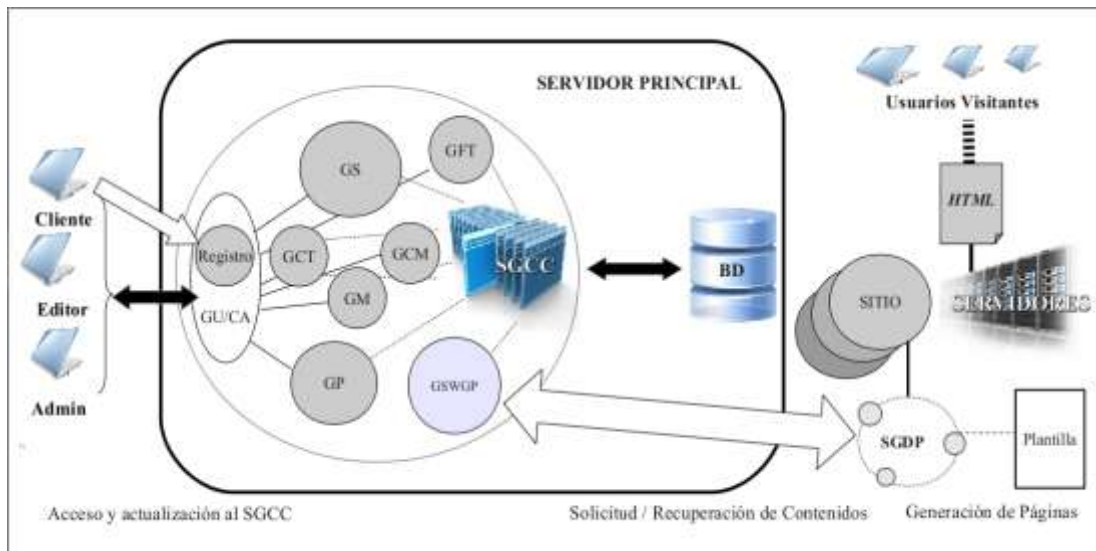 SERVIDOR PRINCIPAL
Usuarios Visitantes
GS
GFT
HTML
Cliente
Registro
GCT
GCM
SGCC
BD
Editor
GM
SITIO
SERVIDORES
GU/CA
GP
GSWGP
Admin
SGDP
Plantilla
Acceso y actualización al SGCC
Solicitud / Recuperación de Contenidos
Generación de Páginas